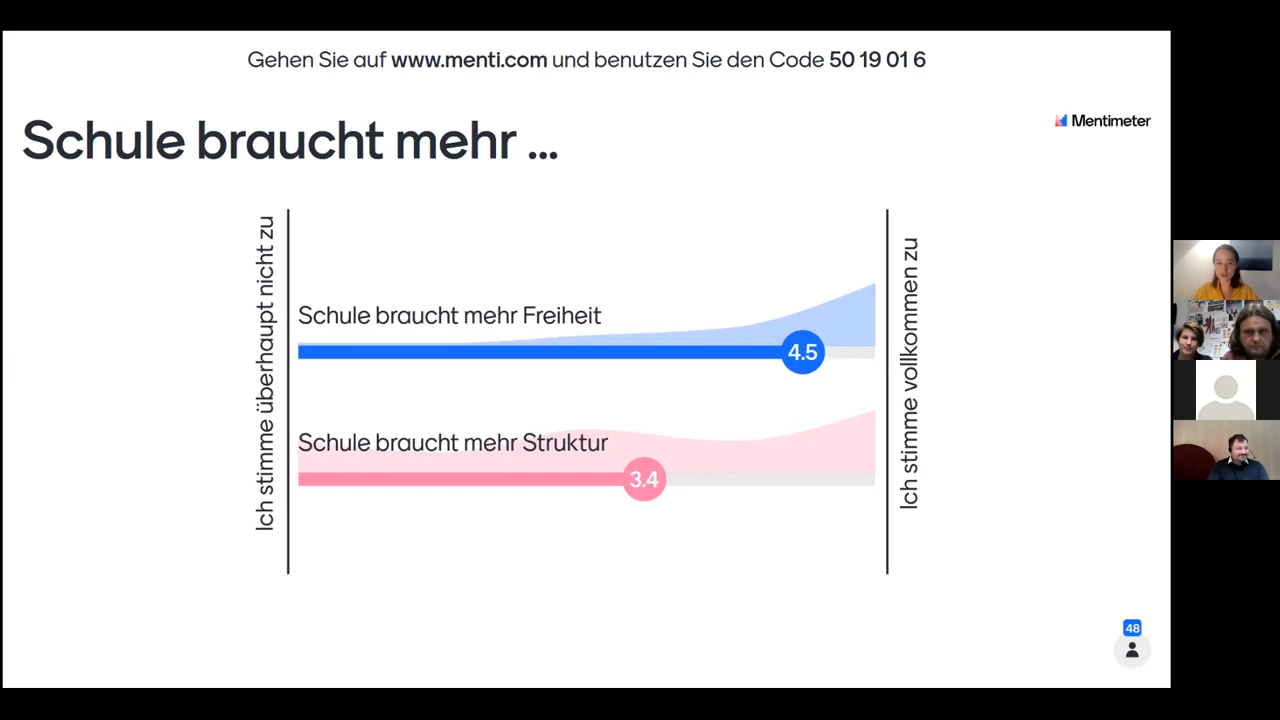 Gehen Sie auf www.menti.com und benutzen Sie den Code 50 19 01 6
Schule braucht mehr ...
Mentimeter
Ich stimme überhaupt nicht zu
Schule braucht mehr Freiheit
4.5
Schule braucht mehr Struktur
3.4
Ich stimme vollkommen zu
48